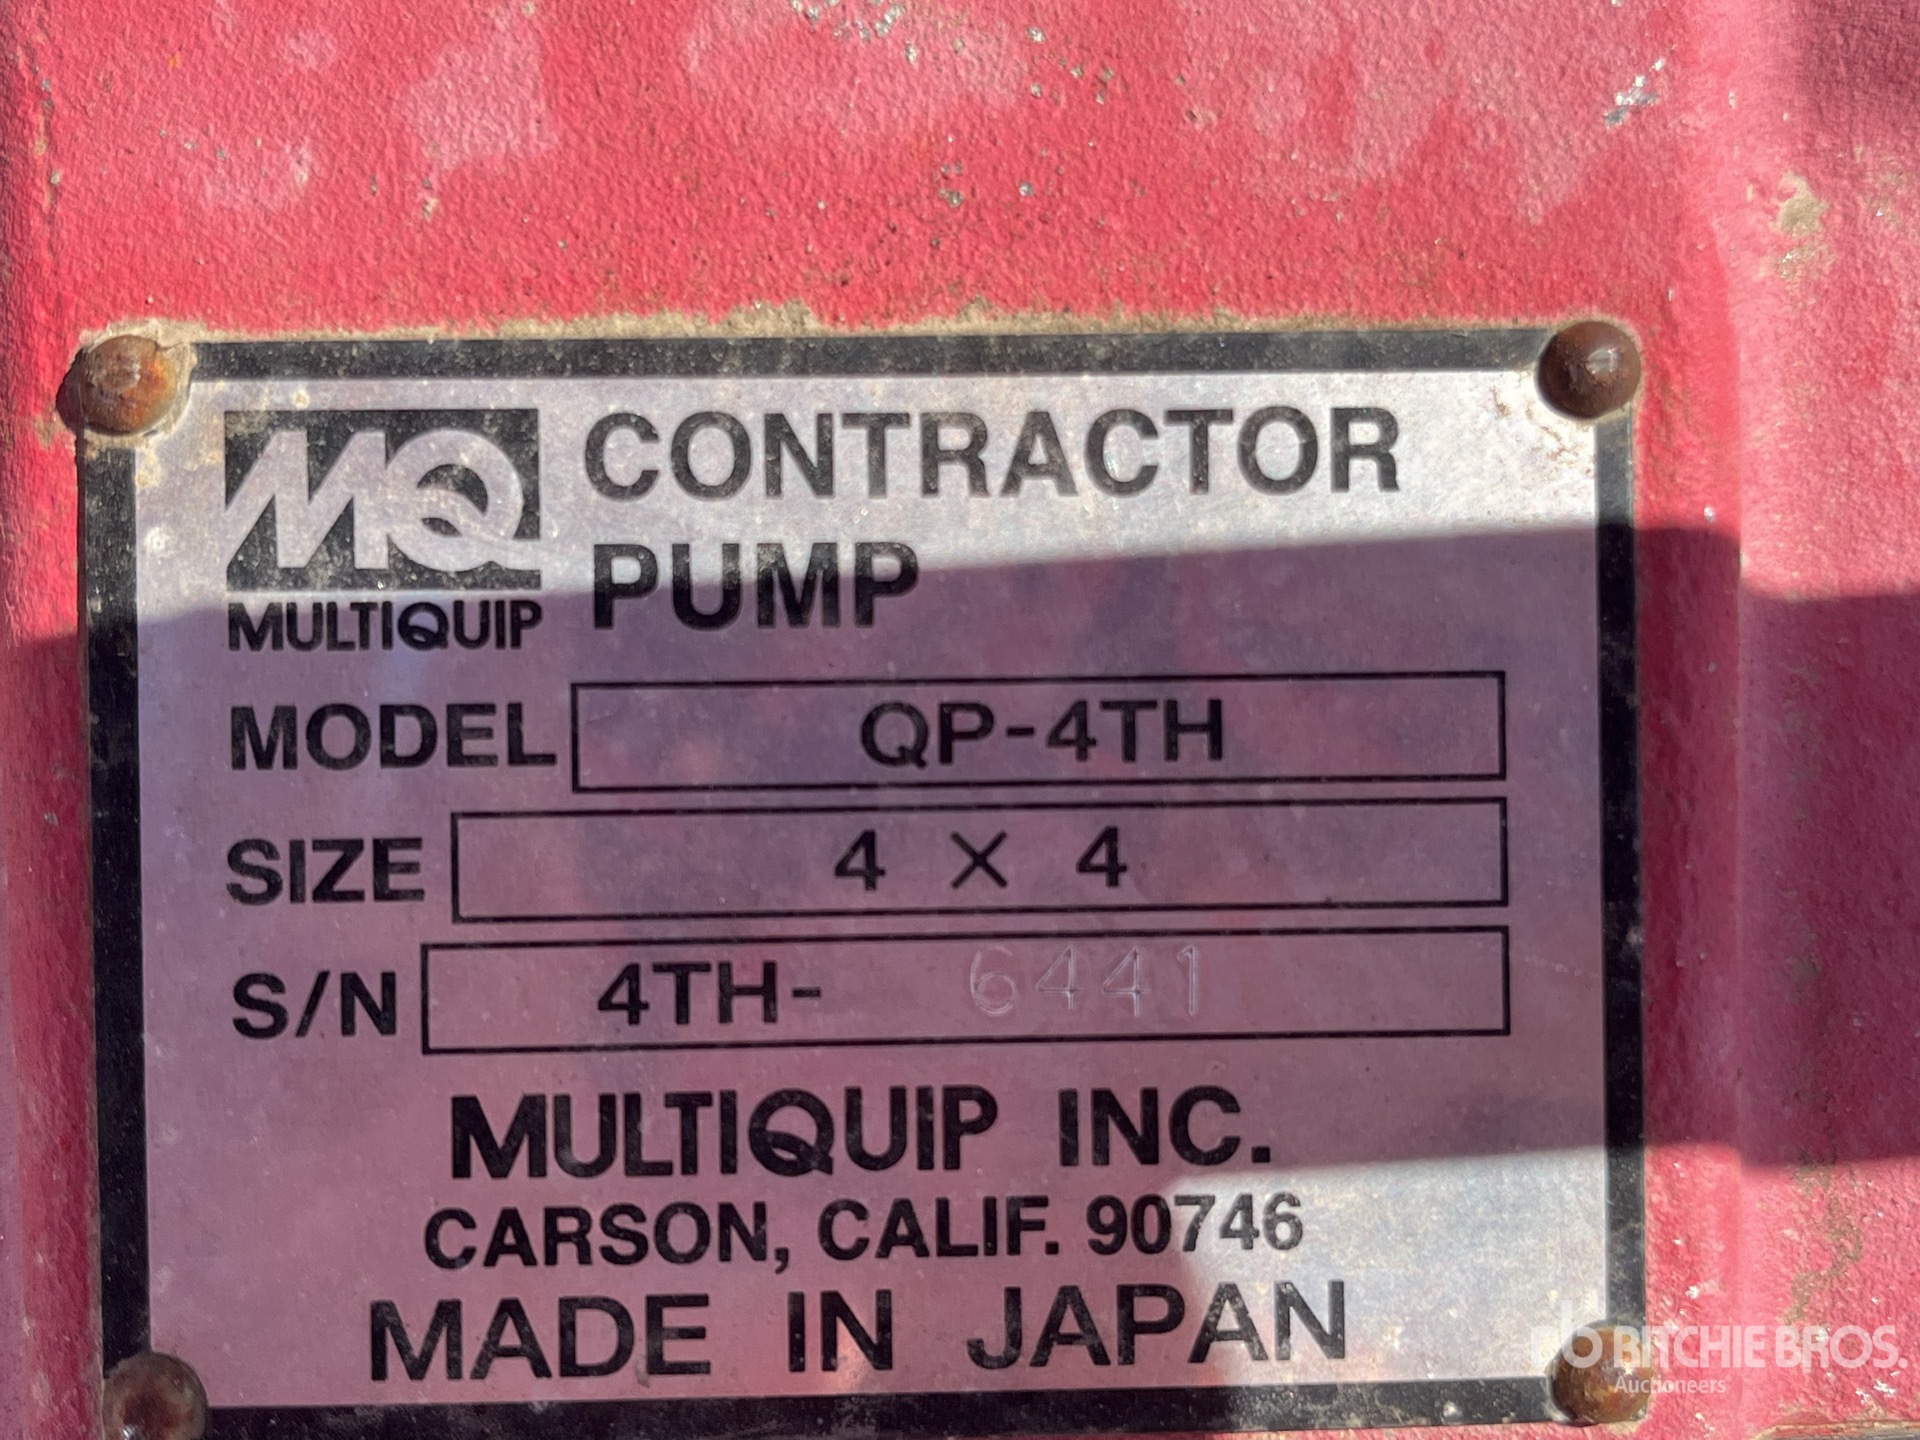 MQ CONTRACTOR
MULTIQUIP PUMP
MODEL QP-4TH
SIZE 4 × 4
S/N 4TH- 6441
MULTIQUIP INC.
CARSON, CALIF. 90746
MADE IN JAPAN
rb RITCHIE BROS.
Auctioneers